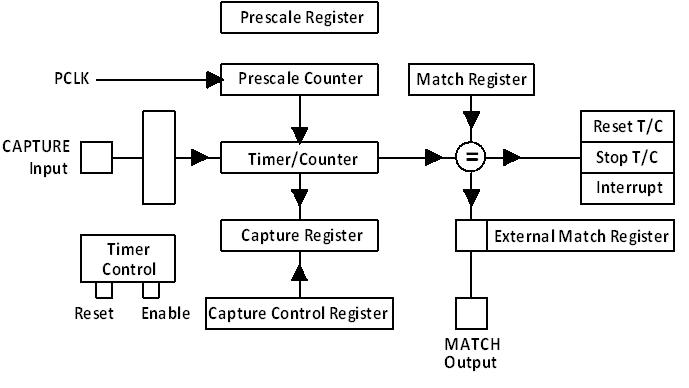 Prescale Register
PCLK
Prescale Counter
Match Register
CAPTURE
Input
Timer/Counter
=
Reset T/C
Stop T/C
Interrupt
Capture Register
External Match Register
Timer
Control
Reset
Enable
Capture Control Register
MATCH
Output